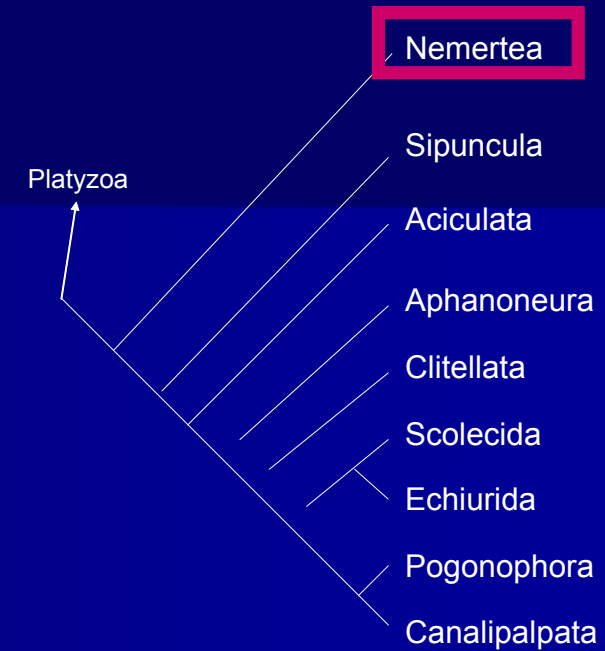 Nemertea
Sipuncula
Platyzoa
Aciculata
Aphanoneura
Clitellata
Scolecida
Echiurida
Pogonophora
Canalipalpata